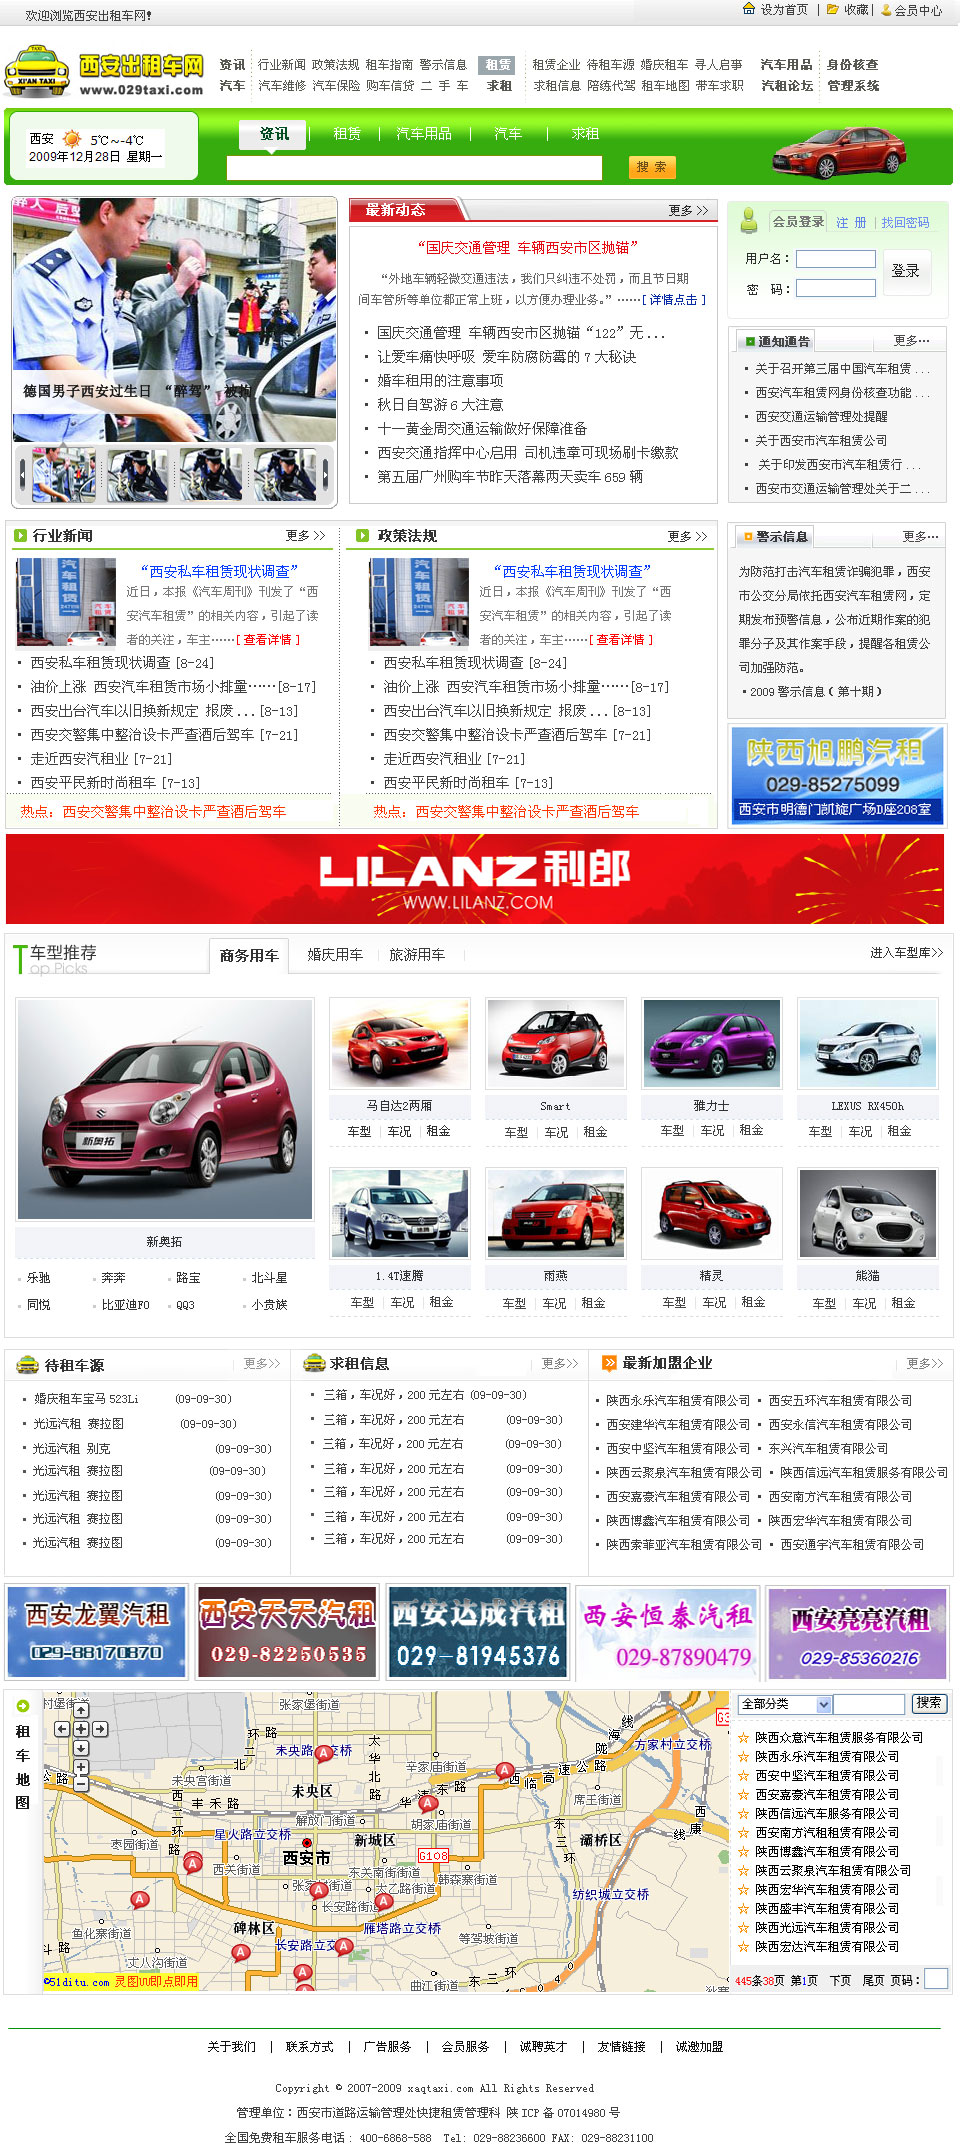 欢迎浏览西安出租车网!
设为首页 | 收藏 | 会员中心
西安出租车网
XI'AN TAXI
www.029taxi.com
资讯 行业新闻 政策法规 租车指南 警示信息
汽车 汽车维修 汽车保险 购车信贷 二 手 车
租赁 租赁企业 待租车源 婚庆租车 寻人启事
求租 求租信息 陪练代驾 租车地图 带车求职
汽车用品 身份核查
汽租论坛 管理系统
西安 5℃~-4℃
2009年12月28日 星期一
资讯 | 租赁 | 汽车用品 | 汽车 | 求租
搜 索
德国男子西安过生日 “醉驾” 被拘
最新动态
更多 >>
“国庆交通管理 车辆西安市区抛锚”
“外地车辆轻微交通违法,我们只纠违不处罚,而且节日期
间车管所等单位都正常上班,以方便办理业务。”······[ 详情点击 ]
· 国庆交通管理 车辆西安市区抛锚“122”无 ...
· 让爱车痛快呼吸 爱车防腐防霉的 7 大秘诀
· 婚车租用的注意事项
· 秋日自驾游 6 大注意
· 十一黄金周交通运输做好保障准备
· 西安交通指挥中心启用 司机违章可现场刷卡缴款
· 第五届广州购车节昨天落幕两天卖车 659 辆
会员登录 注 册 | 找回密码
用户名:
密 码:
登录
通知通告
更多···
· 关于召开第三届中国汽车租赁 ...
· 西安汽车租赁网身份核查功能 ...
· 西安交通运输管理处提醒
· 关于西安市汽车租赁公司
· 关于印发西安市汽车租赁行 ...
· 西安市交通运输管理处关于二 ...
行业新闻
更多 >>
“西安私车租赁现状调查”
近日,本报《汽车周刊》刊发了“西
安汽车租赁”的相关内容,引起了读
者的关注,车主······[ 查看详情 ]
· 西安私车租赁现状调查 [8-24]
· 油价上涨 西安汽车租赁市场小排量······[8-17]
· 西安出台汽车以旧换新规定 报废 ... [8-13]
· 西安交警集中整治设卡严查酒后驾车 [7-21]
· 走近西安汽租业 [7-21]
· 西安平民新时尚租车 [7-13]
热点：西安交警集中整治设卡严查酒后驾车
政策法规
更多 >>
“西安私车租赁现状调查”
近日,本报《汽车周刊》刊发了“西
安汽车租赁”的相关内容,引起了读
者的关注,车主······[ 查看详情 ]
· 西安私车租赁现状调查 [8-24]
· 油价上涨 西安汽车租赁市场小排量······[8-17]
· 西安出台汽车以旧换新规定 报废 ... [8-13]
· 西安交警集中整治设卡严查酒后驾车 [7-21]
· 走近西安汽租业 [7-21]
· 西安平民新时尚租车 [7-13]
热点：西安交警集中整治设卡严查酒后驾车
警示信息
更多···
为防范打击汽车租赁诈骗犯罪,西安
市公交分局依托西安汽车租赁网,定
期发布预警信息,公布近期作案的犯
罪分子及其作案手段,提醒各租赁公
司加强防范。
· 2009 警示信息 ( 第十期 )
陕西旭鹏汽租
029-85275099
西安市明德门凯旋广场D座208室
LILANZ 利郎
WWW.LILANZ.COM
车型推荐
Top Picks
商务用车 婚庆用车 | 旅游用车 |
进入车型库>>
新奥拓
新奥拓
乐驰 奔奔 路宝 北斗星
同悦 比亚迪F0 QQ3 小贵族
马自达2两厢 Smart 雅力士 LEXUS RX450h
车型 | 车况 | 租金 车型 | 车况 | 租金 车型 | 车况 | 租金 车型 | 车况 | 租金
1.4T速腾 雨燕 精灵 熊猫
车型 | 车况 | 租金 车型 | 车况 | 租金 车型 | 车况 | 租金 车型 | 车况 | 租金
待租车源
更多>>
· 婚庆租车宝马 523Li (09-09-30)
· 光远汽租 赛拉图 (09-09-30)
· 光远汽租 别克 (09-09-30)
· 光远汽租 赛拉图 (09-09-30)
· 光远汽租 赛拉图 (09-09-30)
· 光远汽租 赛拉图 (09-09-30)
· 光远汽租 赛拉图 (09-09-30)
求租信息
更多>>
· 三箱,车况好,200 元左右 (09-09-30)
· 三箱,车况好,200 元左右 (09-09-30)
· 三箱,车况好,200 元左右 (09-09-30)
· 三箱,车况好,200 元左右 (09-09-30)
· 三箱,车况好,200 元左右 (09-09-30)
· 三箱,车况好,200 元左右 (09-09-30)
· 三箱,车况好,200 元左右 (09-09-30)
最新加盟企业
更多>>
· 陕西永乐汽车租赁有限公司 · 西安五环汽车租赁有限公司
· 西安建华汽车租赁有限公司 · 西安永信汽车租赁有限公司
· 西安中坚汽车租赁有限公司 · 东兴汽车租赁有限公司
· 陕西云聚泉汽车租赁有限公司 · 陕西信远汽车租赁服务有限公司
· 西安嘉豪汽车租赁有限公司 · 西安南方汽车租赁有限公司
· 陕西博鑫汽车租赁有限公司 · 陕西宏华汽车租赁有限公司
· 陕西索菲亚汽车租赁有限公司 · 西安通宇汽车租赁有限公司
西安龙翼汽租
029-88170870
西安天天汽租
029-82250535
西安达成汽租
029-81945376
西安恒泰汽租
029-87890479
西安亮亮汽租
029-85360216
租车地图
张家堡街道
未央路立交桥
未央宫街道
未央区
辛家庙街道
方家村立交桥
解放门街道
胡家庙街道
席王街道
星火路立交桥
新城区
灞桥区
枣园街道
西关街道
西安市
G108
东关南街街道
太乙路街道
韩森寨街道
纺织城立交桥
长安路街道
鱼化寨街道
碑林区
雁塔路立交桥
等驾坡街道
长安路立交
丈八沟街道
曲江街道
©51ditu.com 灵图UU即点即用
全部分类
搜索
☆ 陕西众意汽车租赁服务有限公司
☆ 陕西永乐汽车租赁有限公司
☆ 西安中坚汽车租赁有限公司
☆ 西安嘉豪汽车租赁有限公司
☆ 陕西信远汽车服务有限公司
☆ 西安南方汽租租赁有限公司
☆ 陕西博鑫汽车租赁有限公司
☆ 陕西云聚泉汽车租赁有限公司
☆ 陕西宏华汽车租赁有限公司
☆ 陕西盛丰汽车租赁有限公司
☆ 陕西光远汽车租赁有限公司
☆ 陕西宏达汽车租赁有限公司
445条38页 第1页 下页 尾页 页码:
关于我们 | 联系方式 | 广告服务 | 会员服务 | 诚聘英才 | 友情链接 | 诚邀加盟
Copyright © 2007-2009 xaqtaxi.com All Rights Reserved
管理单位:西安市道路运输管理处快捷租赁管理科 陕 ICP 备 07014980 号
全国免费租车服务电话: 400-6868-588 Tel: 029-88236600 FAX: 029-88231100